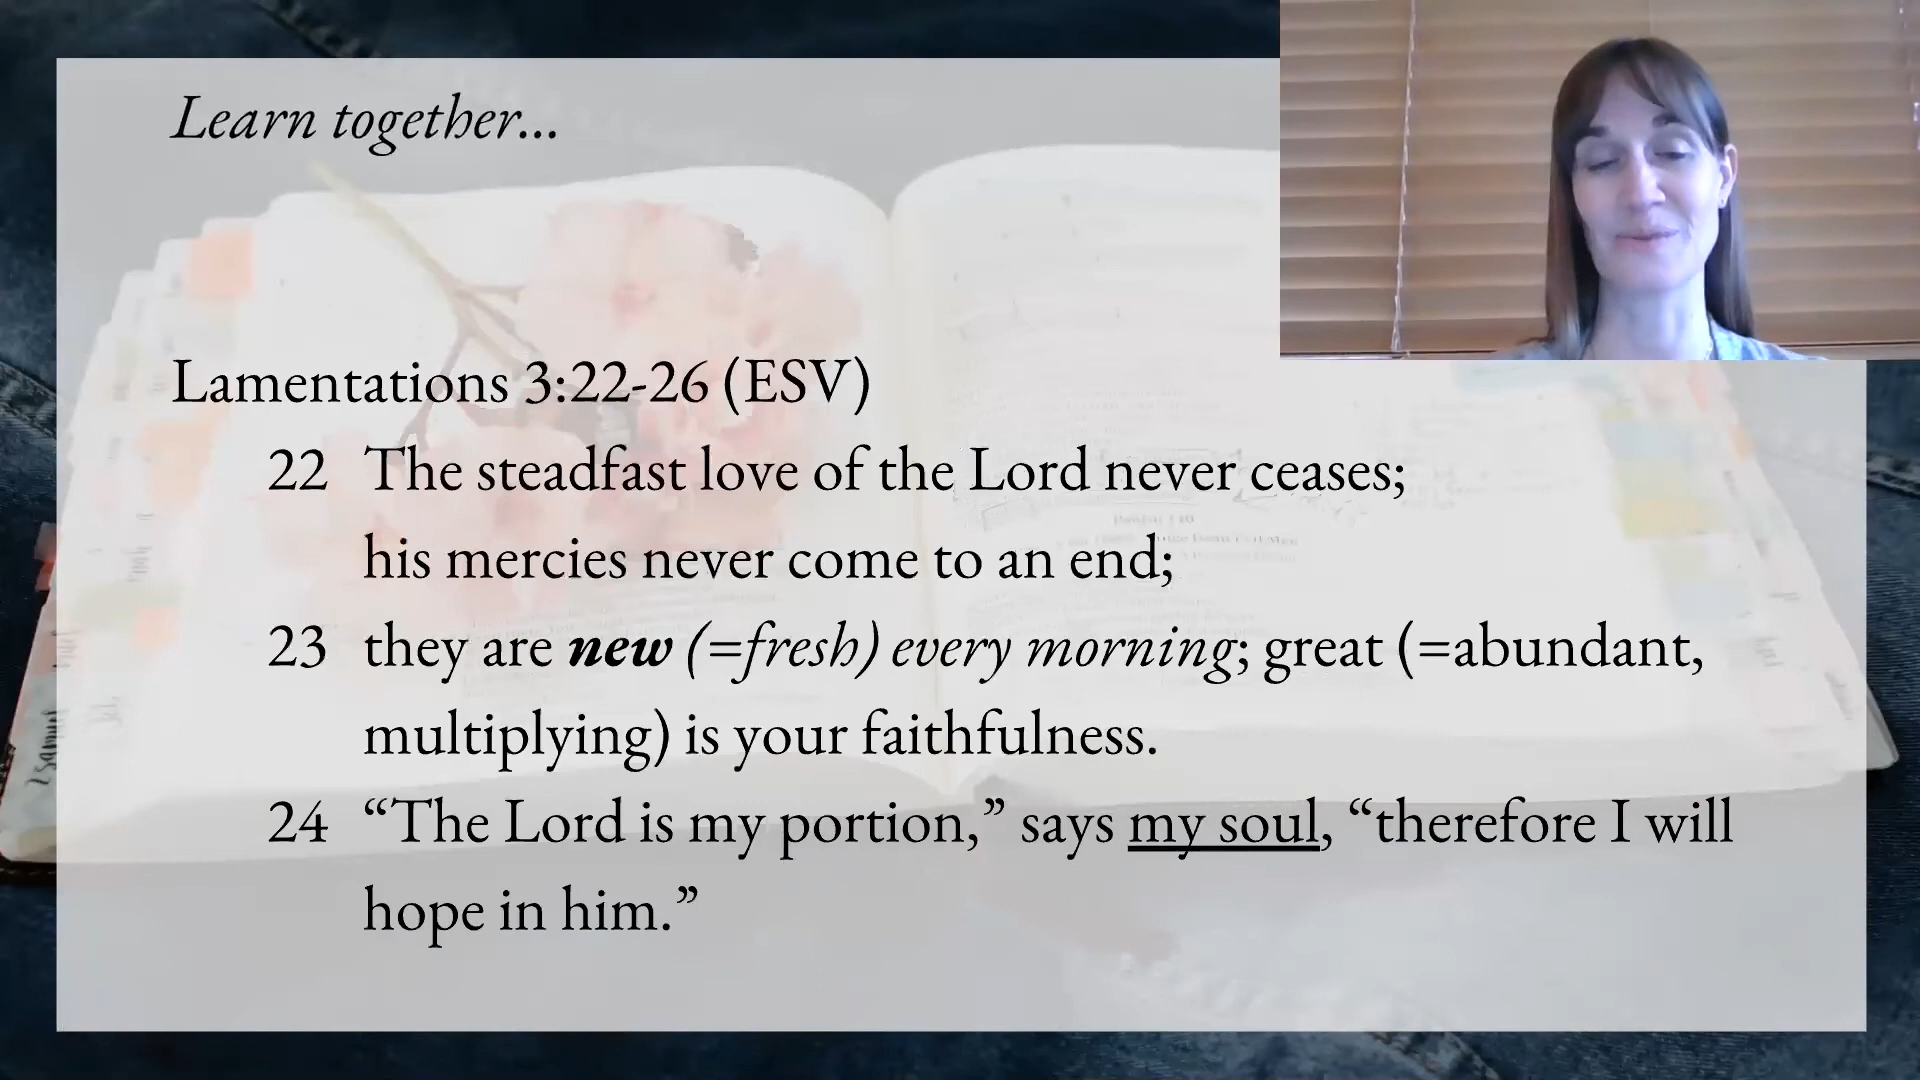 Learn together...
Lamentations 3:22-26 (ESV)
22 The steadfast love of the Lord never ceases;
his mercies never come to an end;
23 they are new (=fresh) every morning; great (=abundant,
multiplying) is your faithfulness.
24 “The Lord is my portion,” says my soul, “therefore I will
hope in him.”